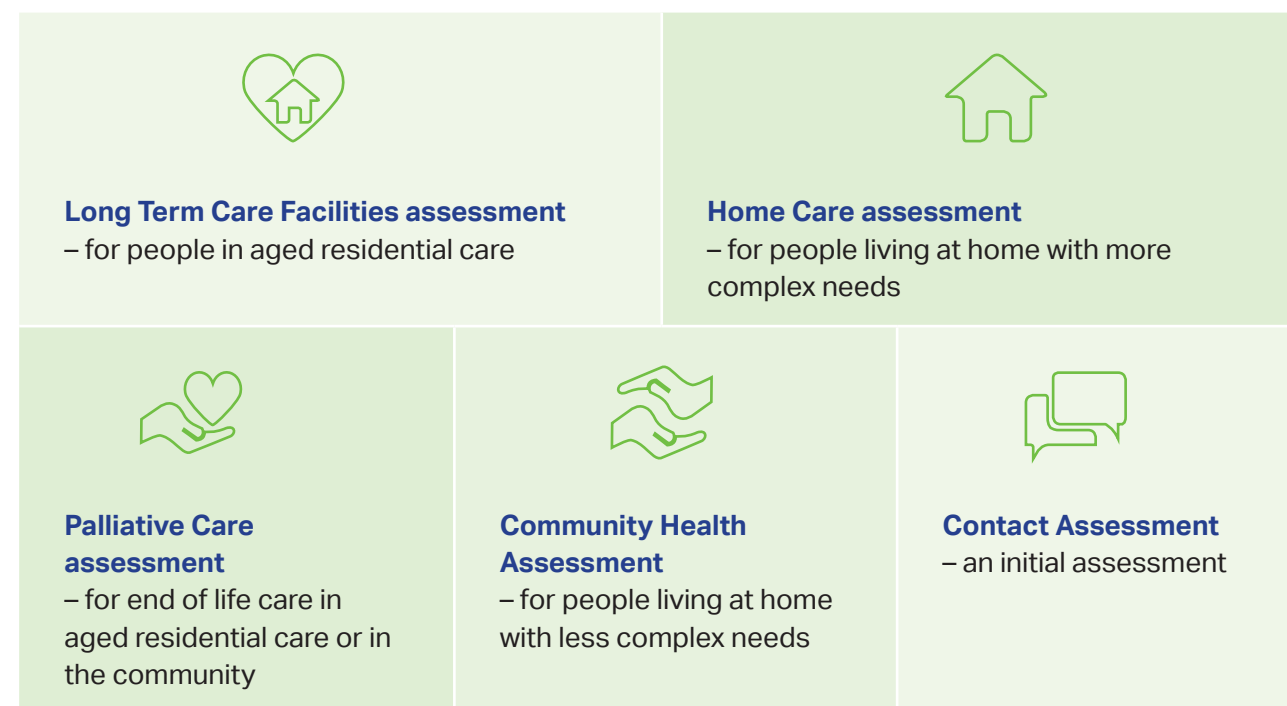 Long Term Care Facilities assessment
– for people in aged residential care
Home Care assessment
– for people living at home with more
complex needs
Palliative Care
assessment
– for end of life care in
aged residential care or in
the community
Community Health
Assessment
– for people living at home
with less complex needs
Contact Assessment
– an initial assessment